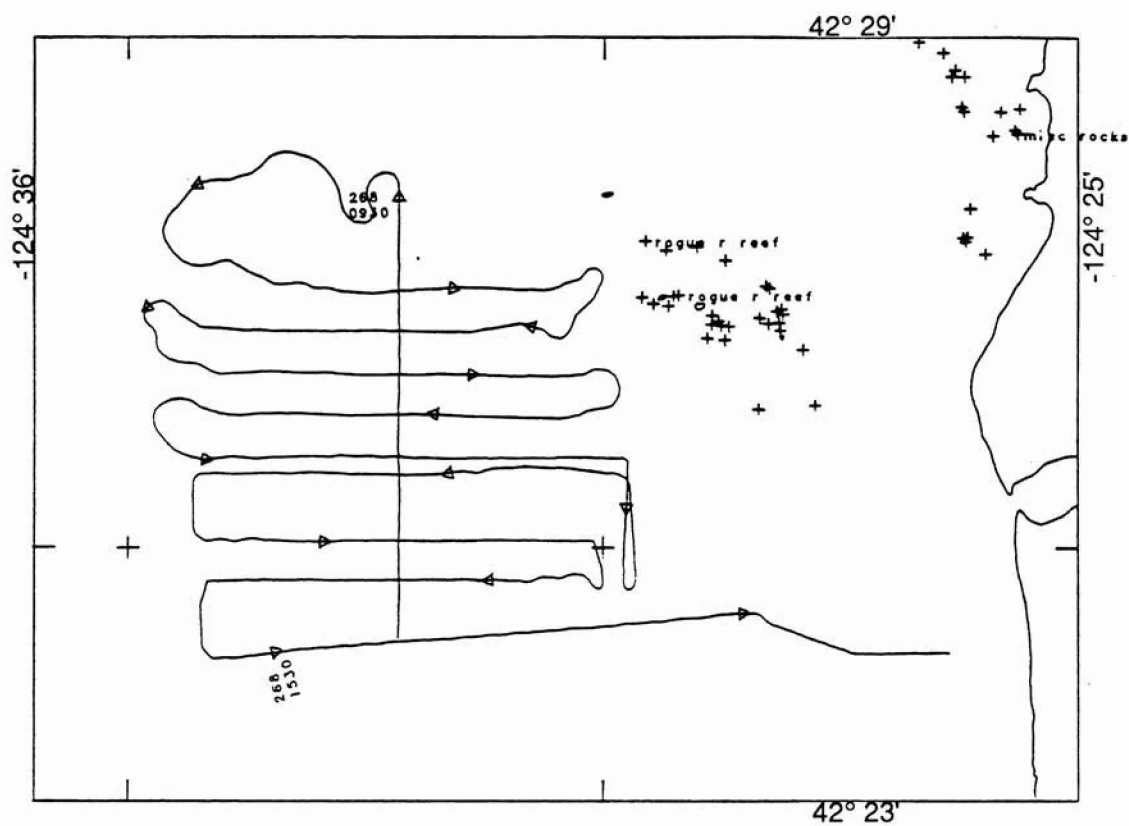 42° 29'
misc rocks
-124° 36'
-124° 25'
268
0930
rogue r reef
rogue r reef
268
1530
42° 23'